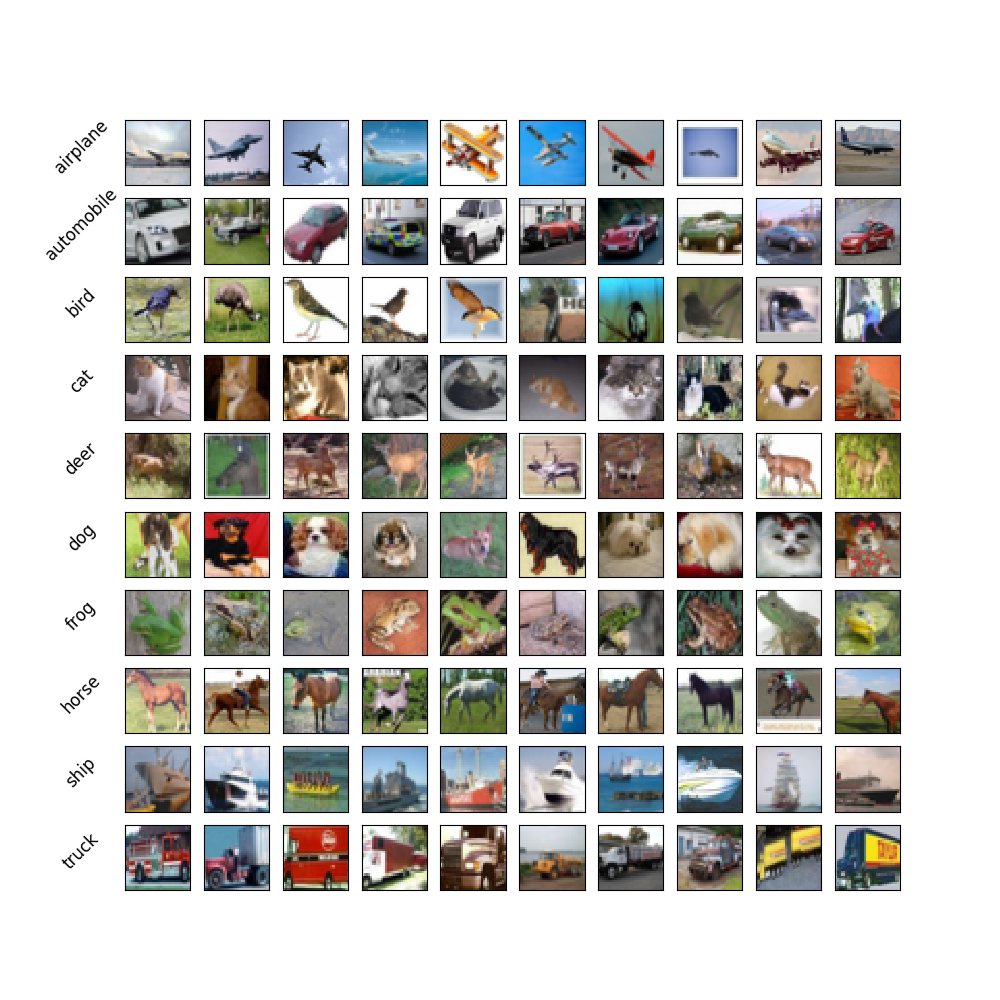 airplane
automobile
bird
cat
deer
dog
frog
horse
ship
truck